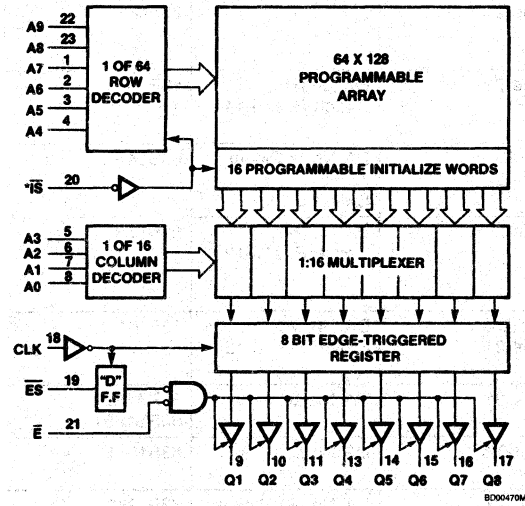 A9 22
A8 23
A7 1
A6 2
A5 3
A4 4
1 OF 64
ROW
DECODER
64 X 128
PROGRAMMABLE
ARRAY
16 PROGRAMMABLE INITIALIZE WORDS
*IS 20
A3 5
A2 6
A1 7
A0 8
1 OF 16
COLUMN
DECODER
1:16 MULTIPLEXER
CLK 18
8 BIT EDGE-TRIGGERED
REGISTER
ES 19
"D"
F.F
E 21
9 10 11 13 14 15 16 17
Q1 Q2 Q3 Q4 Q5 Q6 Q7 Q8
BD00470M